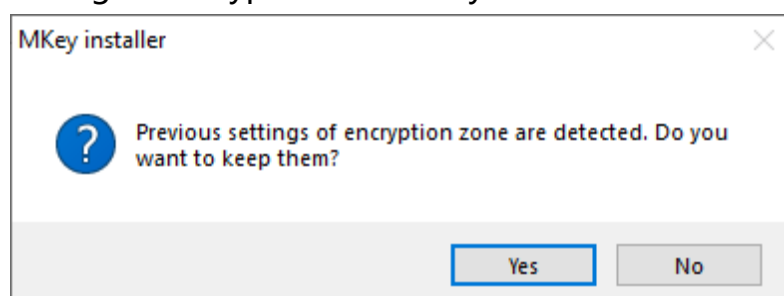 MKey installer
Previous settings of encryption zone are detected. Do you
want to keep them?
Yes
No